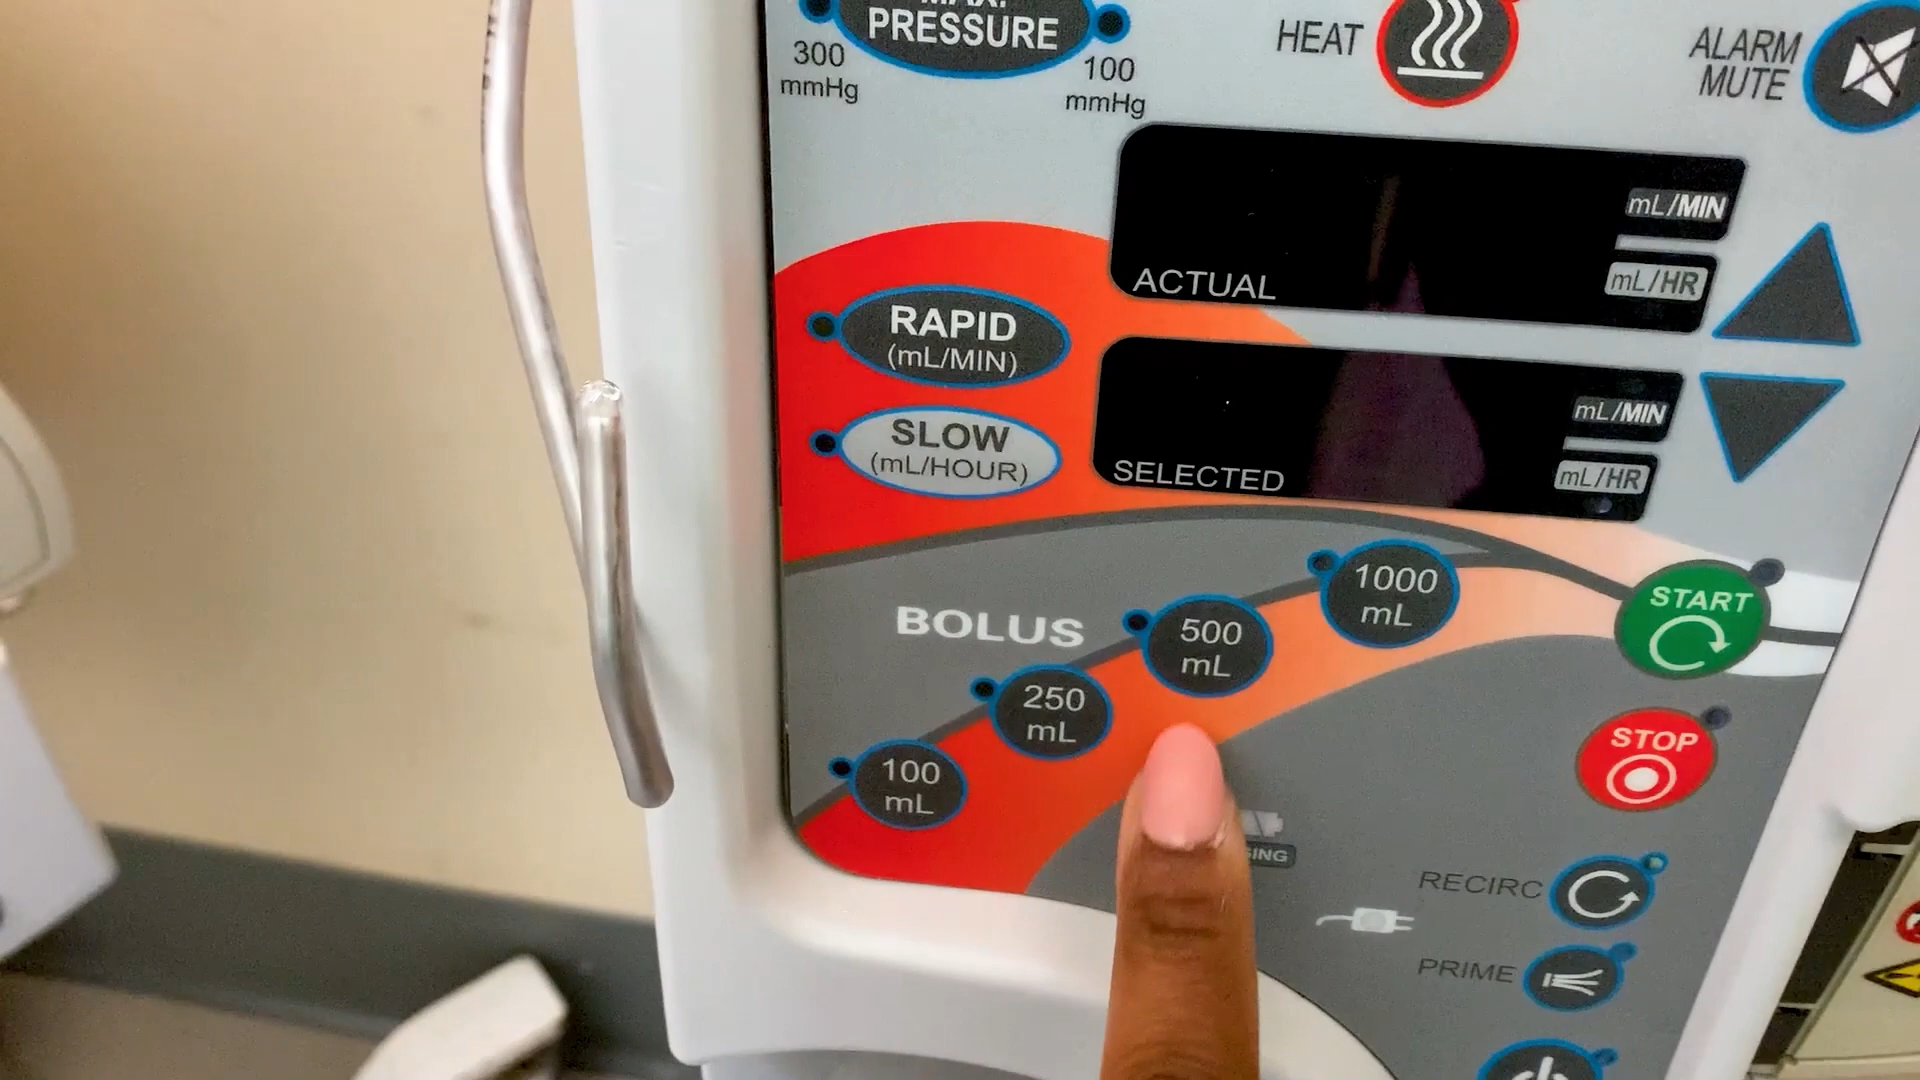 PRESSURE
300
mmHg
100
mmHg
HEAT
ALARM
MUTE
mL/MIN
mL/HR
ACTUAL
RAPID
(mL/MIN)
mL/MIN
mL/HR
SELECTED
SLOW
(mL/HOUR)
BOLUS
1000
mL
500
mL
250
mL
100
mL
START
STOP
RECIRC
PRIME